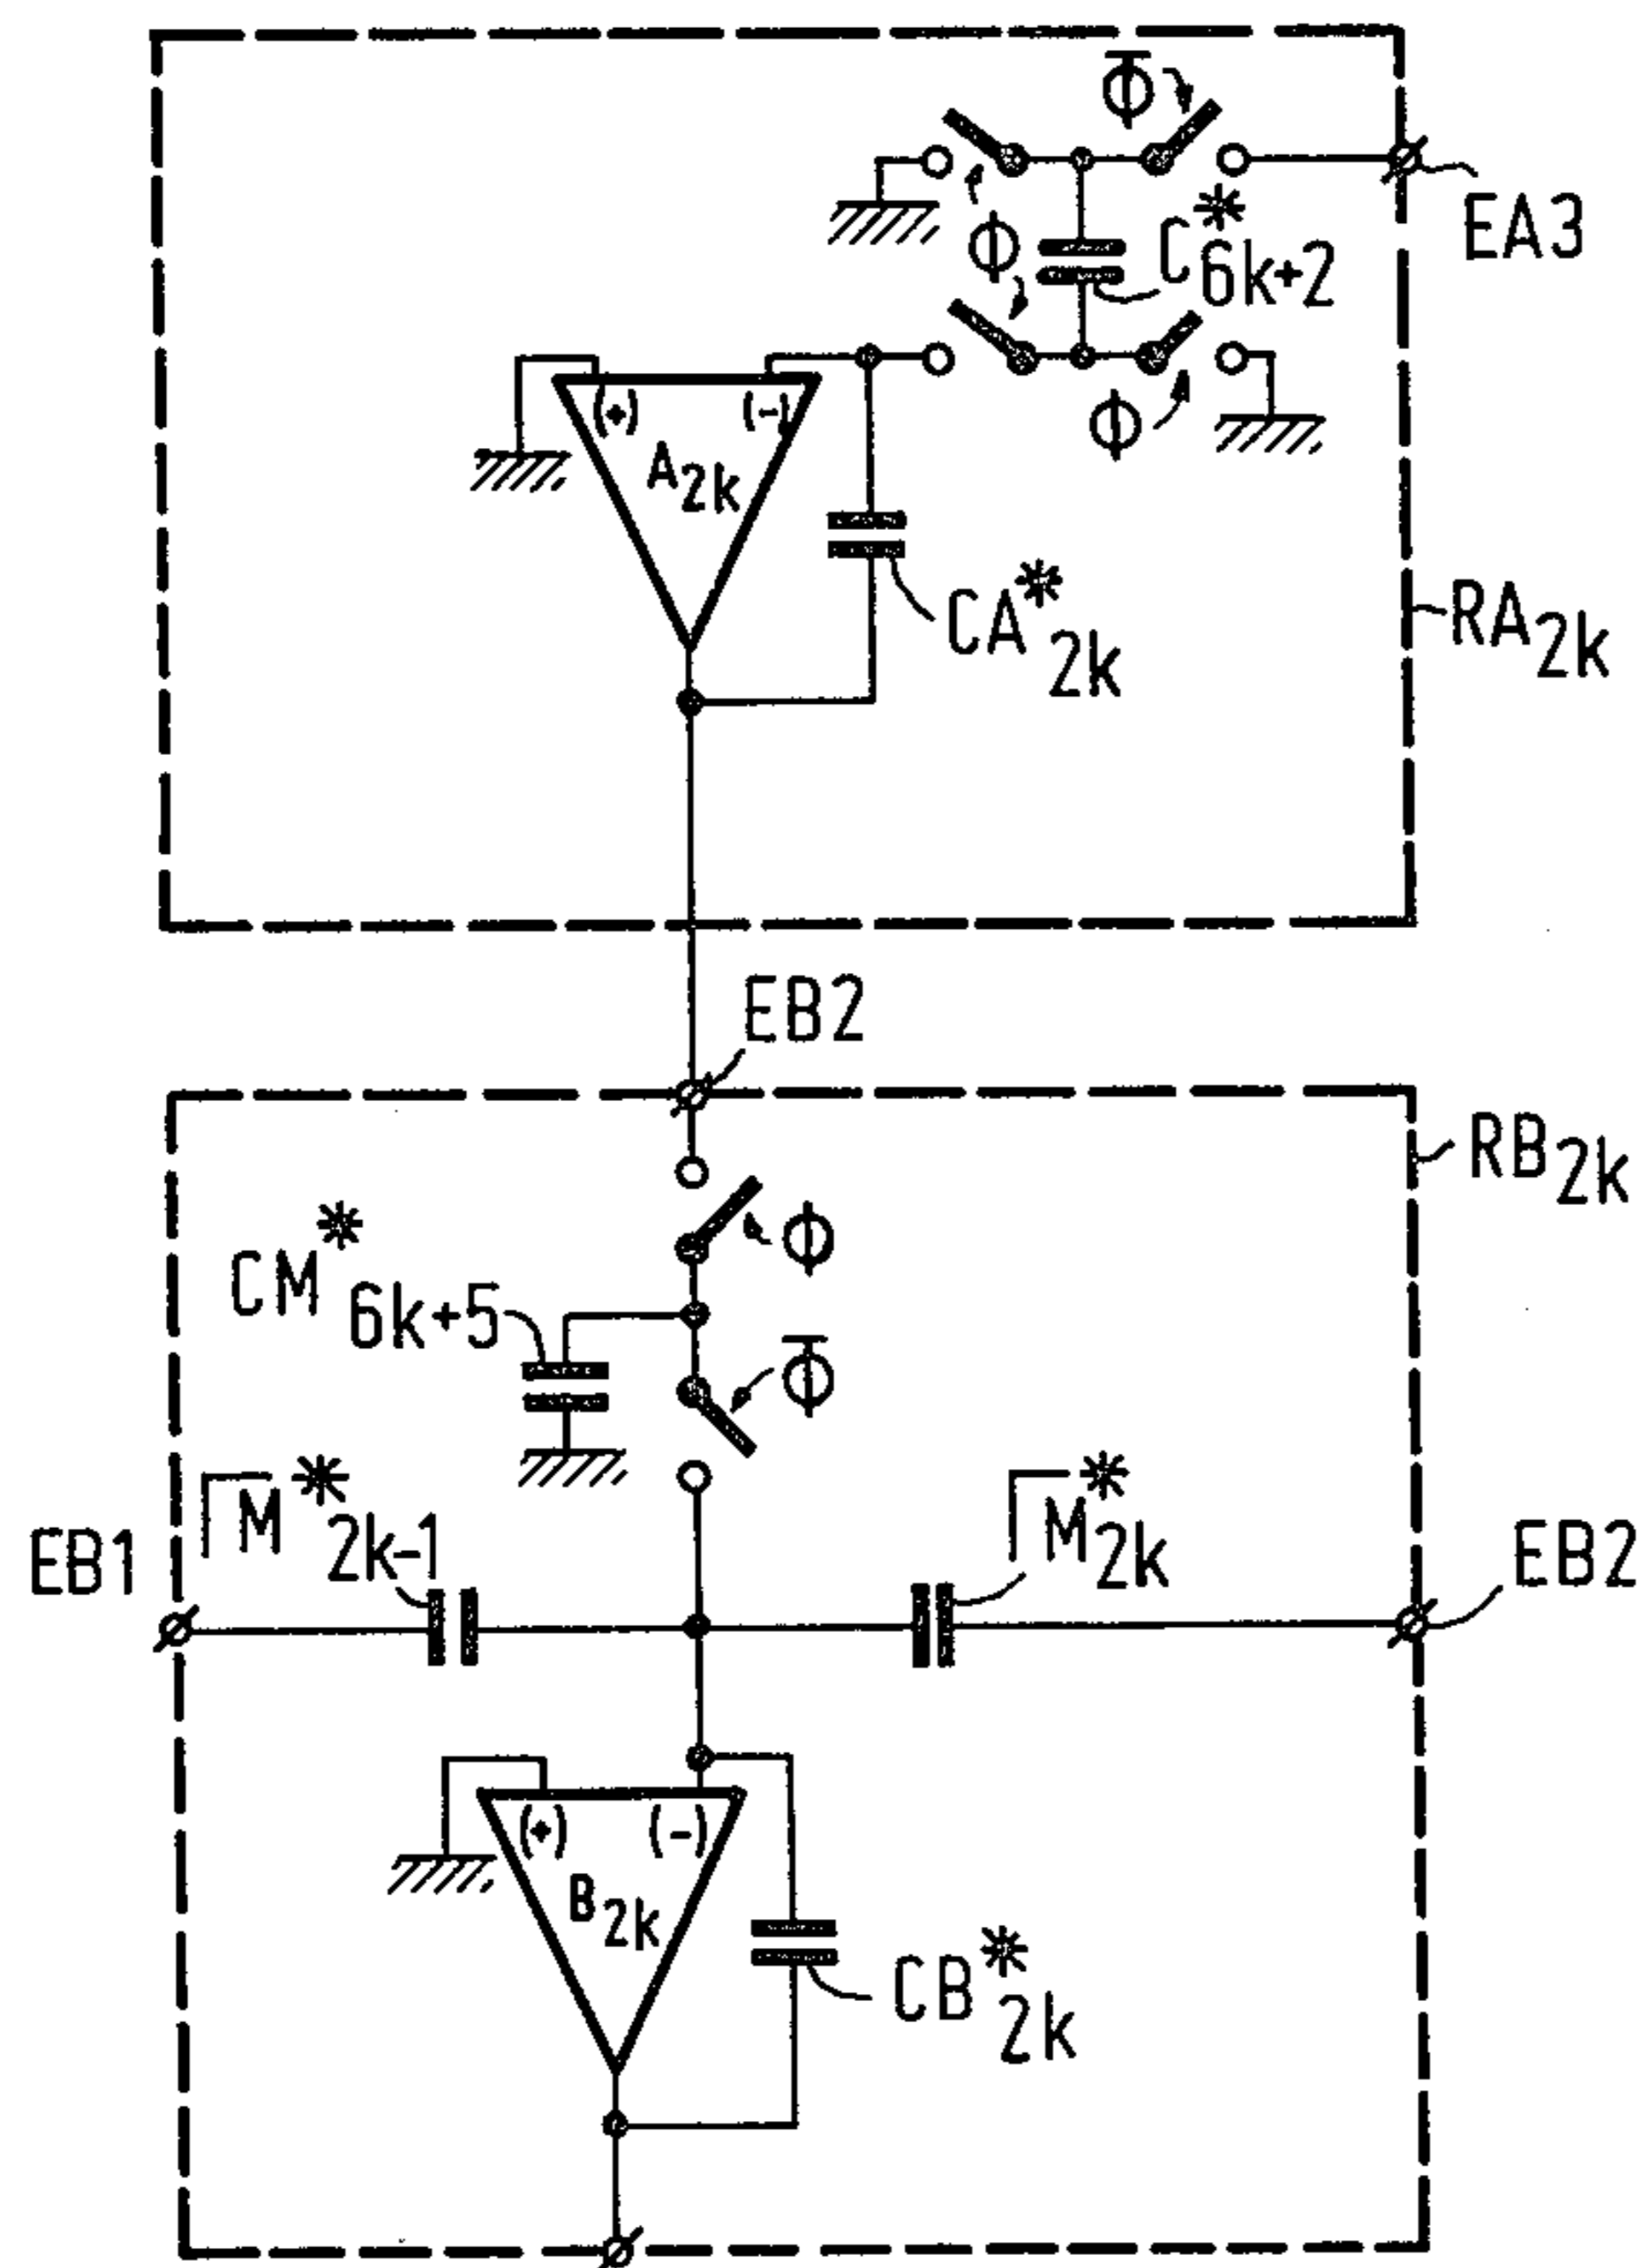 Φ̅
EA3
Φ
C*6k+2
(+) (-)
A2k
Φ
CA*2k
RA2k
EB2
RB2k
Φ
CM*6k+5
Φ̅
ΓM*2k-1
ΓM*2k
EB1
EB2
(+) (-)
B2k
CB*2k